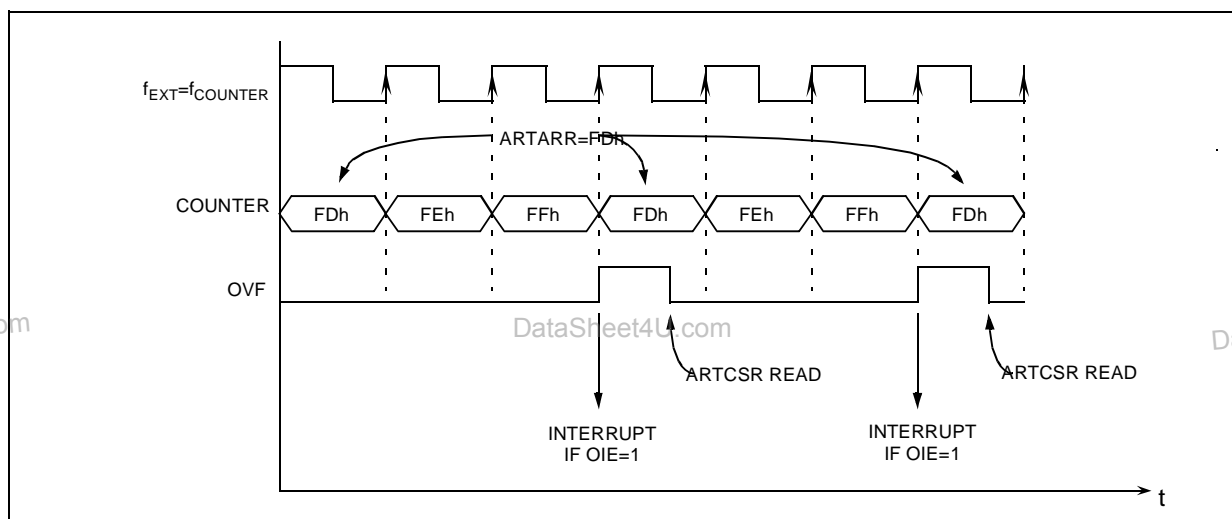 fEXT=fCOUNTER
ARTARR=FDh
COUNTER
FDh FEh FFh FDh FEh FFh FDh
OVF
om
DataSheet4U.com
D
ARTCSR READ
ARTCSR READ
INTERRUPT
IF OIE=1
INTERRUPT
IF OIE=1
t